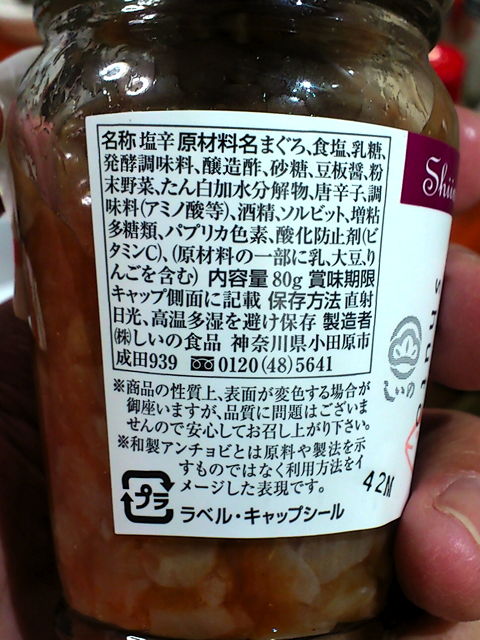 名称 塩辛 原材料名 まぐろ、食塩、乳糖、
発酵調味料、醸造酢、砂糖、豆板醤、粉
末野菜、たん白加水分解物、唐辛子、調
味料(アミノ酸等)、酒精、ソルビット、増粘
多糖類、パプリカ色素、酸化防止剤(ビ
タミンC)、(原材料の一部に乳、大豆、り
んごを含む) 内容量 80g 賞味期限
キャップ側面に記載 保存方法 直射
日光、高温多湿を避け保存 製造者
㈱しいの食品 神奈川県小田原市
成田939 0120(48)5641
※商品の性質上、表面が変色する場合が
御座いますが、品質に問題はございま
せんので安心してお召し上がり下さい。
※和製アンチョビとは原料や製法を示
すものではなく利用方法をイ
メージした表現です。
42M
プラ
ラベル・キャップシール
しいの